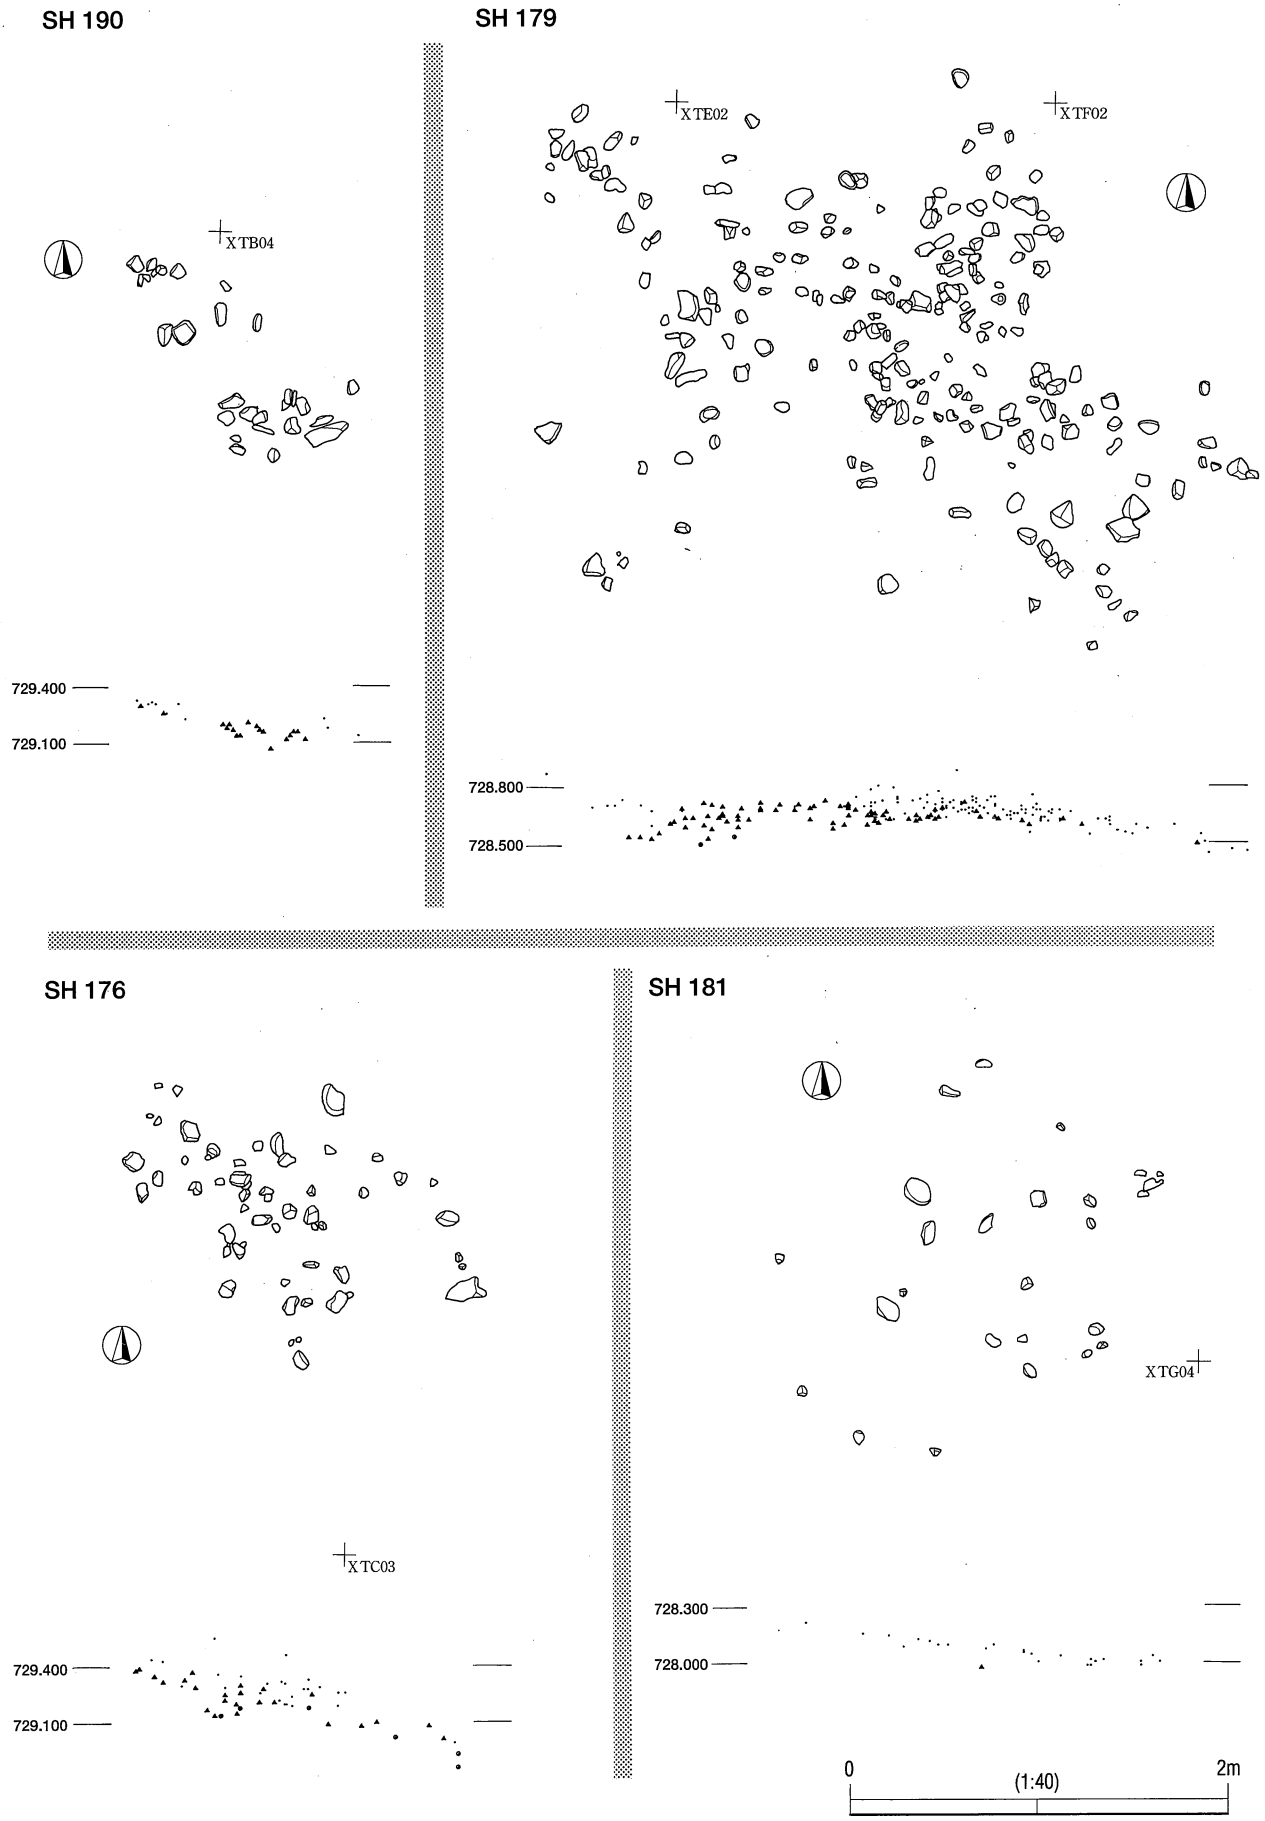 SH 190
XTB04
729.400
729.100
SH 179
XTE02
XTF02
728.800
728.500
SH 176
XTC03
729.400
729.100
SH 181
XTG04
728.300
728.000
0 2m
(1:40)